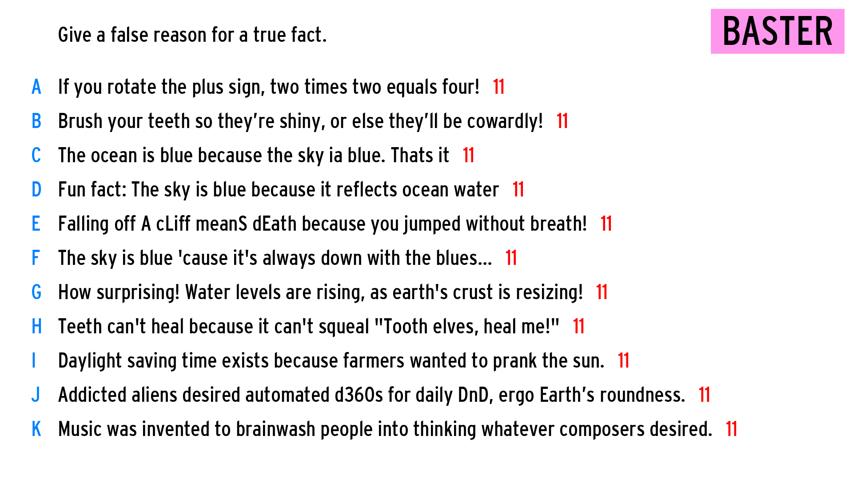 Give a false reason for a true fact.
BASTER
A If you rotate the plus sign, two times two equals four! 11
B Brush your teeth so they're shiny, or else they'll be cowardly! 11
C The ocean is blue because the sky ia blue. Thats it 11
D Fun fact: The sky is blue because it reflects ocean water 11
E Falling off A cLiff meanS dEath because you jumped without breath! 11
F The sky is blue 'cause it's always down with the blues... 11
G How surprising! Water levels are rising, as earth's crust is resizing! 11
H Teeth can't heal because it can't squeal "Tooth elves, heal me!" 11
I Daylight saving time exists because farmers wanted to prank the sun. 11
J Addicted aliens desired automated d360s for daily DnD, ergo Earth's roundness. 11
K Music was invented to brainwash people into thinking whatever composers desired. 11